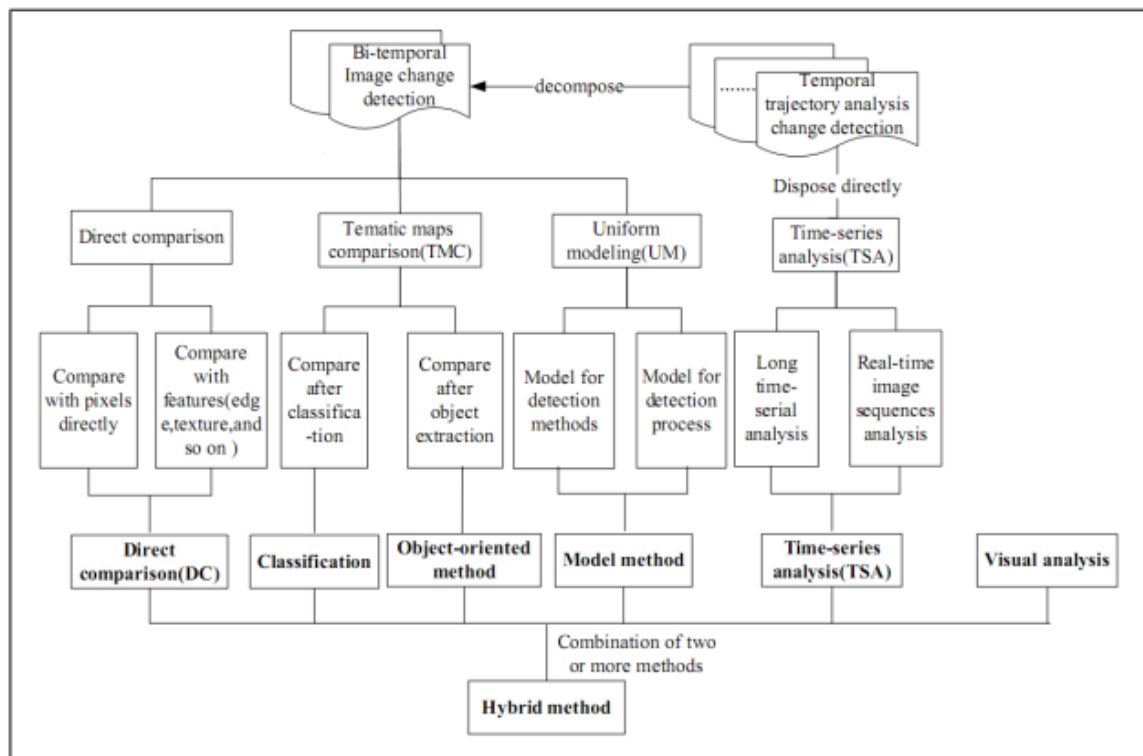 Bi-temporal
Image change
detection
decompose
........
Temporal
trajectory analysis
change detection
Dispose directly
Direct comparison
Tematic maps
comparison(TMC)
Uniform
modeling(UM)
Time-series
analysis(TSA)
Compare
with pixels
directly
Compare
with
features(edg
e,texture,and
so on )
Compare
after
classifica
-tion
Compare
after
object
extraction
Model for
detection
methods
Model for
detection
process
Long
time-
serial
analysis
Real-time
image
sequences
analysis
Direct
comparison(DC)
Classification
Object-oriented
method
Model method
Time-series
analysis(TSA)
Visual analysis
Combination of two
or more methods
Hybrid method